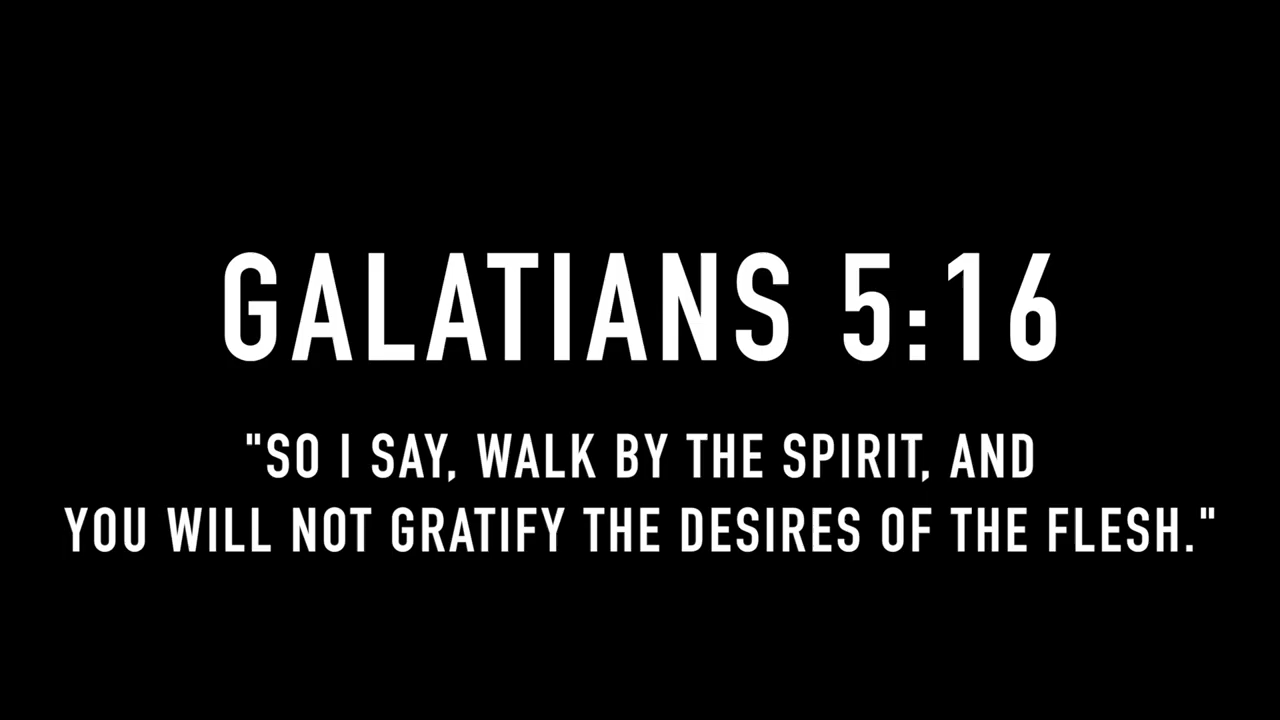 GALATIANS 5:16
"SO I SAY, WALK BY THE SPIRIT, AND
YOU WILL NOT GRATIFY THE DESIRES OF THE FLESH."